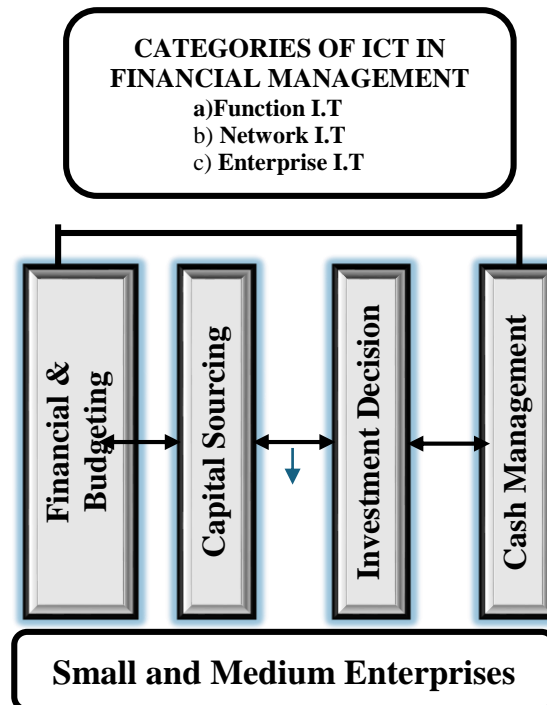 CATEGORIES OF ICT IN
FINANCIAL MANAGEMENT
a)Function I.T
b) Network I.T
c) Enterprise I.T
Financial &
Budgeting
Capital Sourcing
Investment Decision
Cash Management
Small and Medium Enterprises